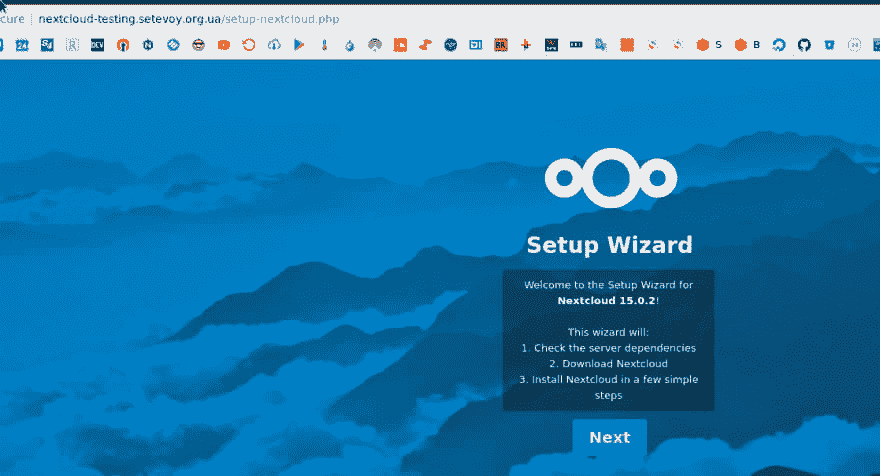 cure nextcloud-testing.setevoy.org.ua/setup-nextcloud.php
24 R DEV S B
Setup Wizard
Welcome to the Setup Wizard for
Nextcloud 15.0.2!
This wizard will:
1. Check the server dependencies
2. Download Nextcloud
3. Install Nextcloud in a few simple
steps
Next